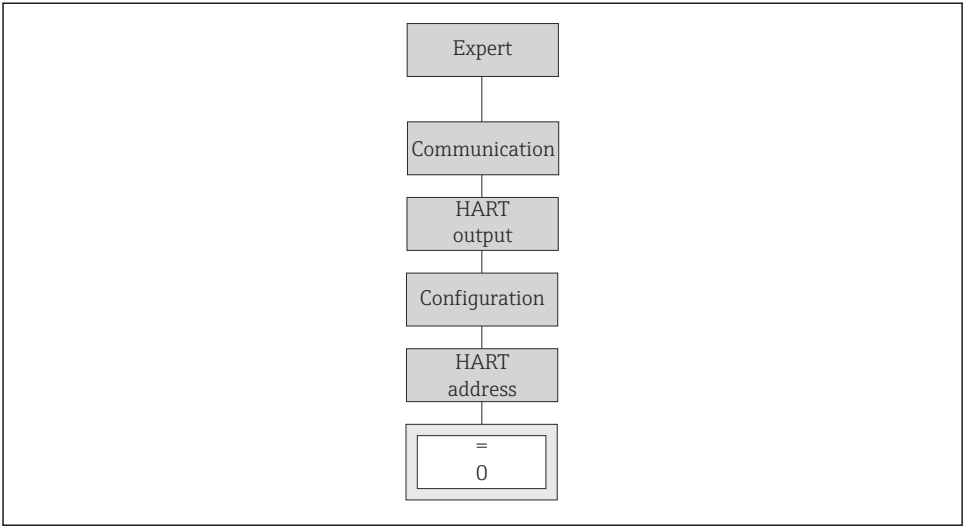 Expert
Communication
HART
output
Configuration
HART
address
=
0